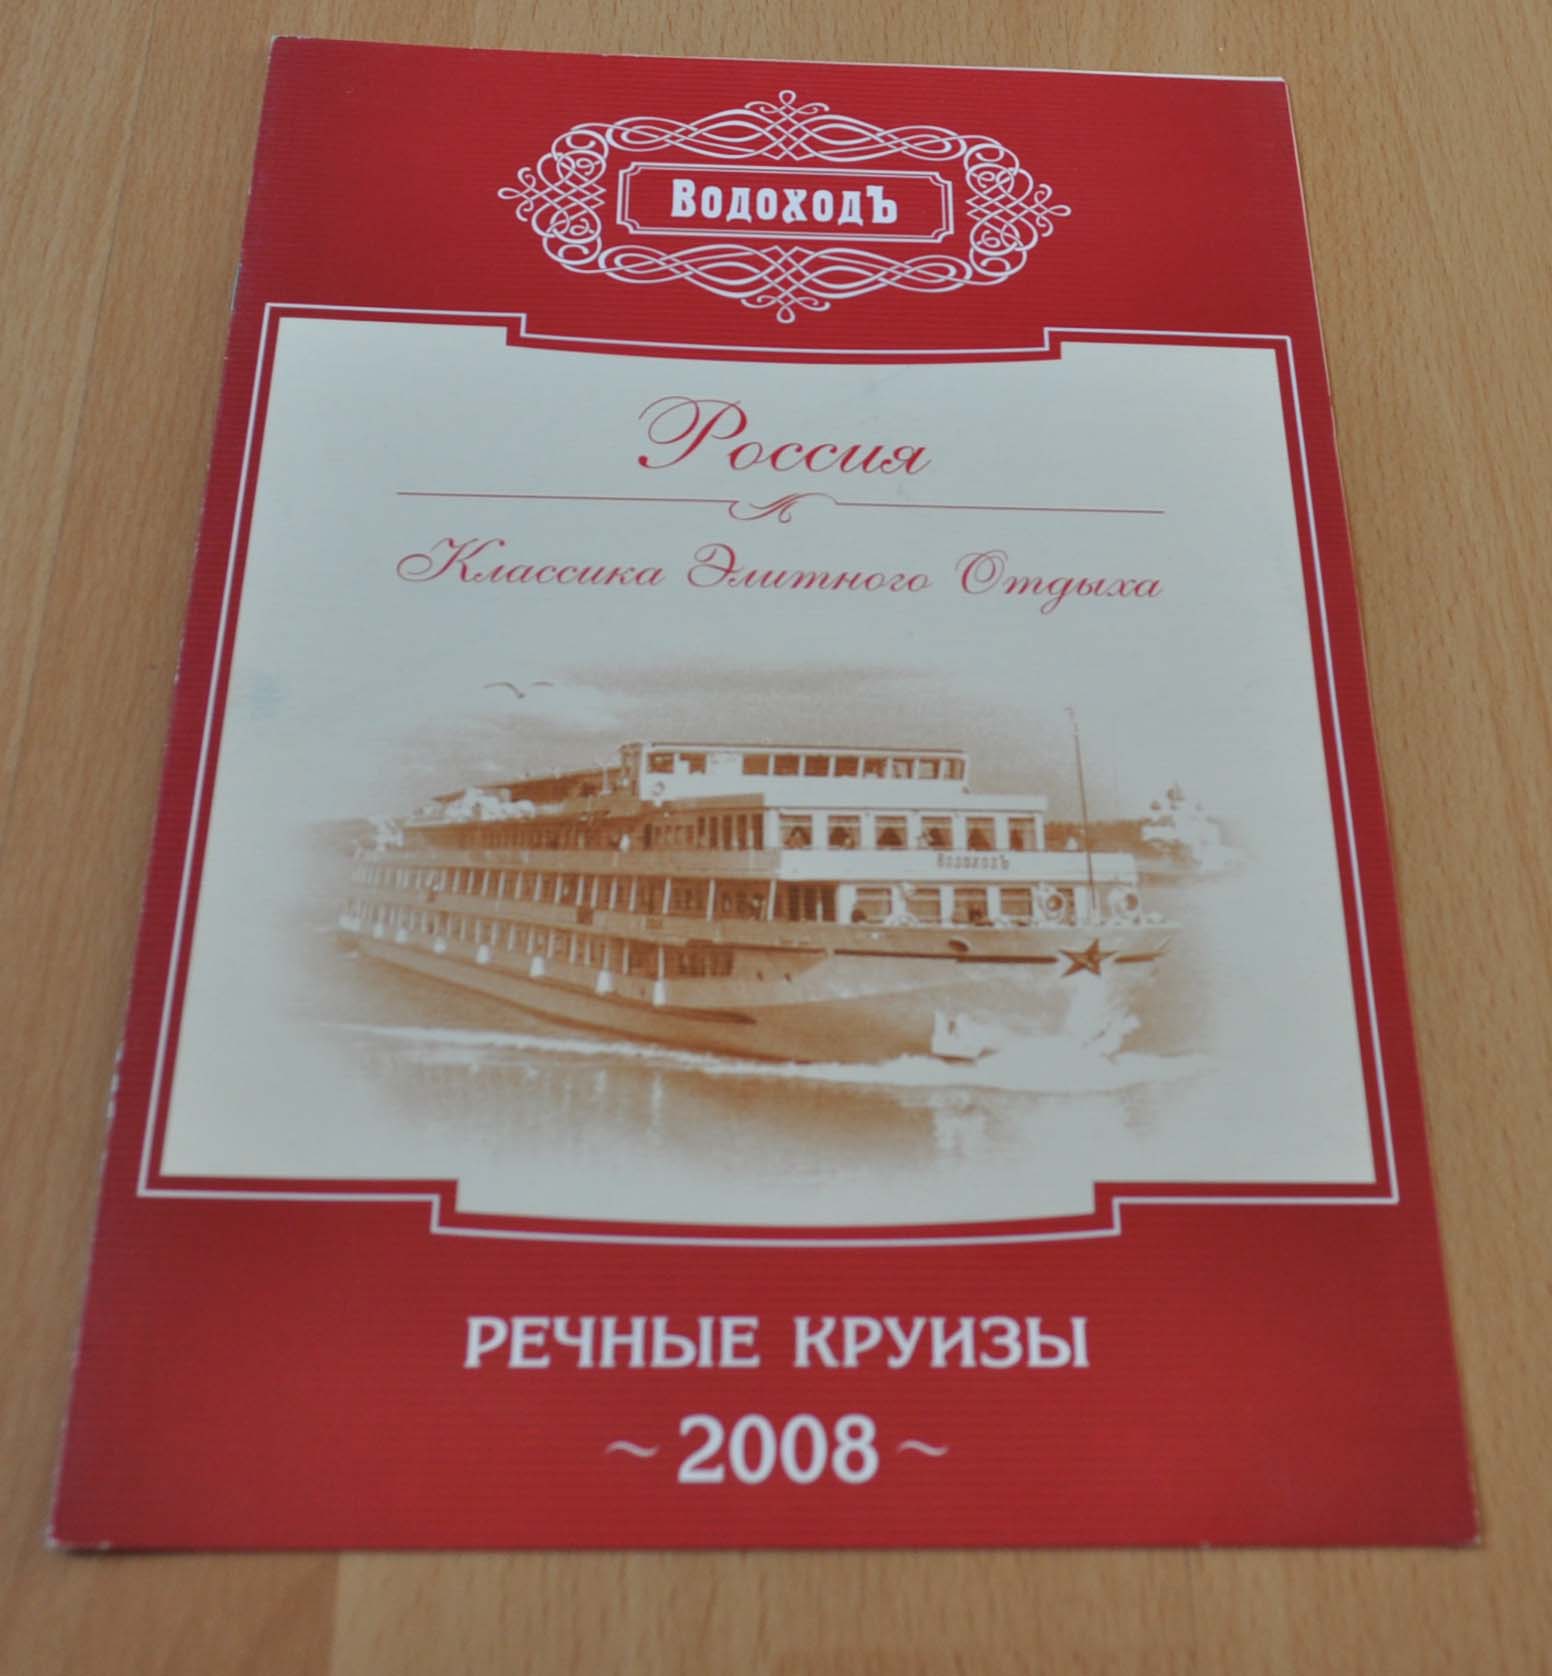 ВодоходЪ
Россия
Классика Элитного Отдыха
ВодоходЪ
РЕЧНЫЕ КРУИЗЫ
~ 2008 ~